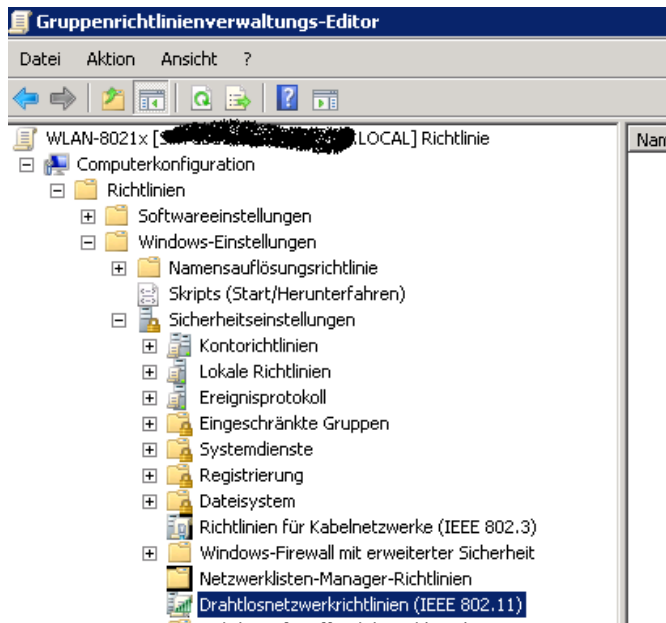 Gruppenrichtlinienverwaltungs-Editor
Datei Aktion Ansicht ?
WLAN-8021x [ .LOCAL] Richtlinie
Computerkonfiguration
Richtlinien
Softwareeinstellungen
Windows-Einstellungen
Namensauflösungsrichtlinie
Skripts (Start/Herunterfahren)
Sicherheitseinstellungen
Kontorichtlinien
Lokale Richtlinien
Ereignisprotokoll
Eingeschränkte Gruppen
Systemdienste
Registrierung
Dateisystem
Richtlinien für Kabelnetzwerke (IEEE 802.3)
Windows-Firewall mit erweiterter Sicherheit
Netzwerklisten-Manager-Richtlinien
Drahtlosnetzwerkrichtlinien (IEEE 802.11)